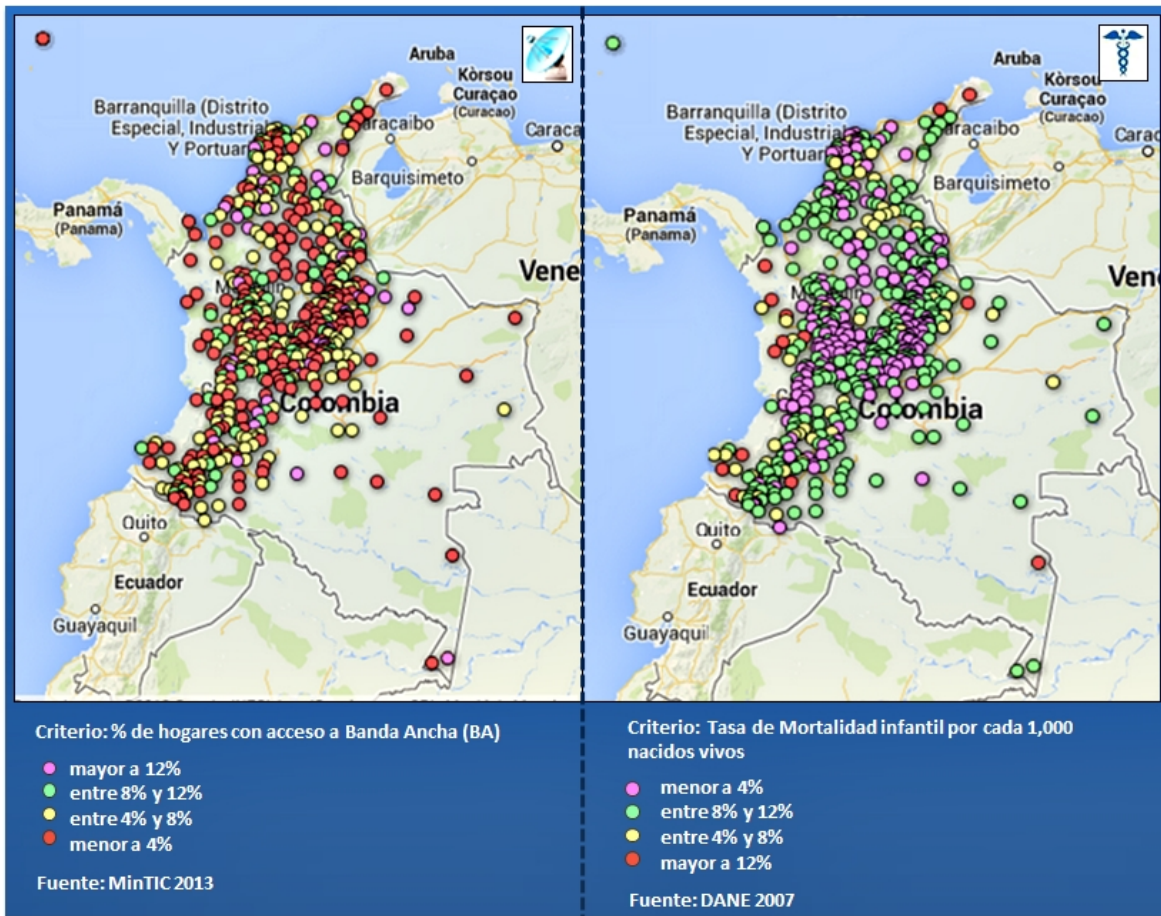 Aruba
Kòrsou
Curaçao
(Curacao)
Barranquilla (Distrito
Especial, Industrial
Y Portuar
aracaibo
Caraca
Barquisimeto
Panamá
(Panama)
Vene
Colombia
Quito
Ecuador
Guayaquil
Criterio: % de hogares con acceso a Banda Ancha (BA)
mayor a 12%
entre 8% y 12%
entre 4% y 8%
menor a 4%
Fuente: MinTIC 2013
Aruba
Kòrsou
Curaçao
(Curacao)
Barranquilla (Distrito
Especial, Industrial
Y Portuar
aracaibo
Carac
Barquisimeto
Panamá
(Panama)
Ven
Colombia
Quito
Ecuador
Guayaquil
Criterio: Tasa de Mortalidad infantil por cada 1,000
nacidos vivos
menor a 4%
entre 8% y 12%
entre 4% y 8%
mayor a 12%
Fuente: DANE 2007